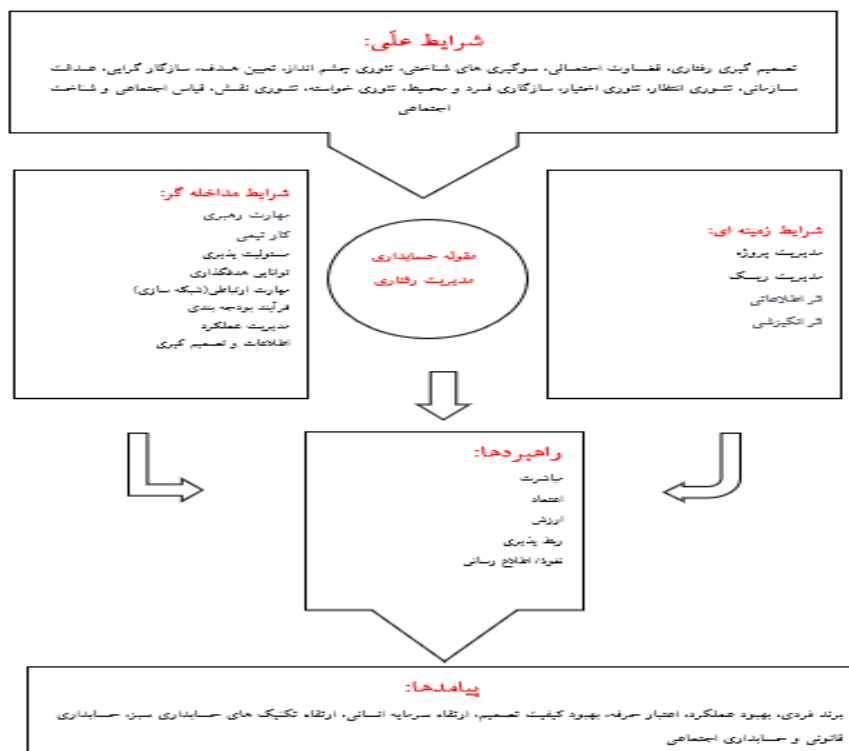 شرایط علّی:
تصمیم گیری رفتاری، قضاوت احتمالی، سوگیری های شناختی، تئوری چشم انداز، تعیین هدف، سازگار گرایی، عدالت
سازمانی، تئوری انتظار، تئوری اختیار، سازگاری فرد و محیط، تئوری خواسته، تئوری نقش، قیاس اجتماعی و شناخت
اجتماعی
شرایط زمینه ای:
مدیریت پروژه
مدیریت ریسک
اثر اطلاعاتی
اثر انگیزشی
مقوله حسابداری
مدیریت رفتاری
شرایط مداخله گر:
مهارت رهبری
کار تیمی
مسئولیت پذیری
توانایی هدفگذاری
مهارت ارتباطی(شبکه سازی)
فرآیند بودجه بندی
مدیریت عملکرد
اطلاعات و تصمیم گیری
راهبردها:
مباشرت
اعتماد
ارزش
ربط پذیری
نفوذ/ اطلاع رسانی
پیامدها:
برند فردی، بهبود عملکرد، اعتبار حرفه، بهبود کیفیت تصمیم، ارتقاء سرمایه انسانی، ارتقاء تکنیک های حسابداری سبز، حسابداری
قانونی و حسابداری اجتماعی